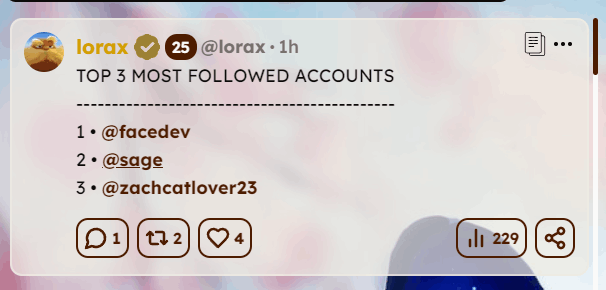 lorax 25 @lorax · 1h
TOP 3 MOST FOLLOWED ACCOUNTS
---------------------------------------------
1 • @facedev
2 • @sage
3 • @zachcatlover23
1 2 4 229